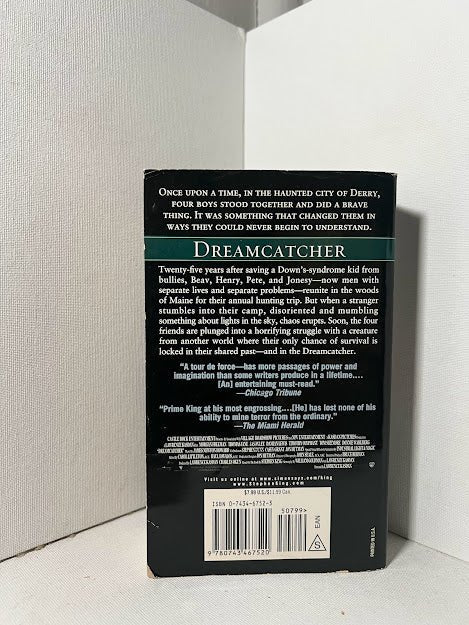 ONCE UPON A TIME, IN THE HAUNTED CITY OF DERRY,
FOUR BOYS STOOD TOGETHER AND DID A BRAVE
THING. IT WAS SOMETHING THAT CHANGED THEM IN
WAYS THEY COULD NEVER BEGIN TO UNDERSTAND.
DREAMCATCHER
Twenty-five years after saving a Down's-syndrome kid from
bullies, Beav, Henry, Pete, and Jonesy—now men with
separate lives and separate problems—reunite in the woods
of Maine for their annual hunting trip. But when a stranger
stumbles into their camp, disoriented and mumbling
something about lights in the sky, chaos erupts. Soon, the four
friends are plunged into a horrifying struggle with a creature
from another world where their only chance of survival is
locked in their shared past—and in the Dreamcatcher.
"A tour de force—has more passages of power and
imagination than some writers produce in a lifetime....
[An] entertaining must-read."
—Chicago Tribune
"Prime King at his most engrossing....[He] has lost none of his
ability to mine terror from the ordinary."
—The Miami Herald
Visit us online at www.simonsays.com/king
www.StephenKing.com
$7.99 U.S./$11.99 Can.
ISBN 0-7434-6752-3
50799>
9 780743 467520
S
EAN
PRINTED IN U.S.A.